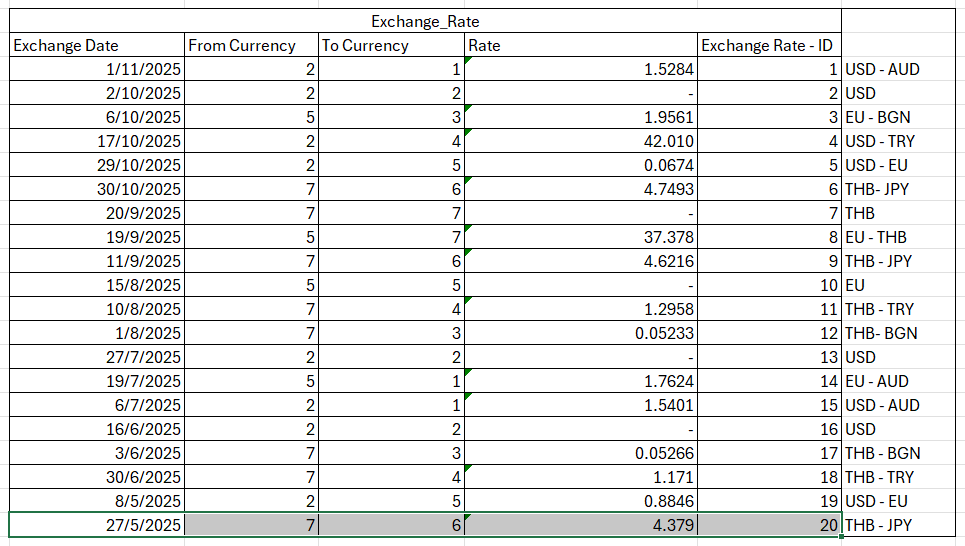 Exchange_Rate
Exchange Date From Currency To Currency Rate Exchange Rate - ID
1/11/2025 2 1 1.5284 1 USD - AUD
2/10/2025 2 2 - 2 USD
6/10/2025 5 3 1.9561 3 EU - BGN
17/10/2025 2 4 42.010 4 USD - TRY
29/10/2025 2 5 0.0674 5 USD - EU
30/10/2025 7 6 4.7493 6 THB- JPY
20/9/2025 7 7 - 7 THB
19/9/2025 5 7 37.378 8 EU - THB
11/9/2025 7 6 4.6216 9 THB - JPY
15/8/2025 5 5 - 10 EU
10/8/2025 7 4 1.2958 11 THB - TRY
1/8/2025 7 3 0.05233 12 THB- BGN
27/7/2025 2 2 - 13 USD
19/7/2025 5 1 1.7624 14 EU - AUD
6/7/2025 2 1 1.5401 15 USD - AUD
16/6/2025 2 2 - 16 USD
3/6/2025 7 3 0.05266 17 THB - BGN
30/6/2025 7 4 1.171 18 THB - TRY
8/5/2025 2 5 0.8846 19 USD - EU
27/5/2025 7 6 4.379 20 THB - JPY